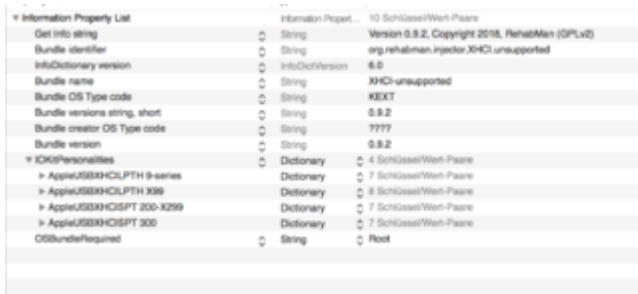 Information Property List Information Propert... 10 Schlüssel/Wert-Paare
Get Info string String Version 0.9.2, Copyright 2018, RehabMan (GPLv2)
Bundle identifier String org.rehabman.injector.XHCI.unsupported
InfoDictionary version InfoDictVersion 6.0
Bundle name String XHCI-unsupported
Bundle OS Type code String KEXT
Bundle versions string, short String 0.9.2
Bundle creator OS Type code String ????
Bundle version String 0.9.2
IOKitPersonalities Dictionary 4 Schlüssel/Wert-Paare
AppleUSBXHCILPTH 9-series Dictionary 7 Schlüssel/Wert-Paare
AppleUSBXHCILPTH X99 Dictionary 8 Schlüssel/Wert-Paare
AppleUSBXHCISPT 200-X299 Dictionary 7 Schlüssel/Wert-Paare
AppleUSBXHCISPT 300 Dictionary 7 Schlüssel/Wert-Paare
OSBundleRequired String Root